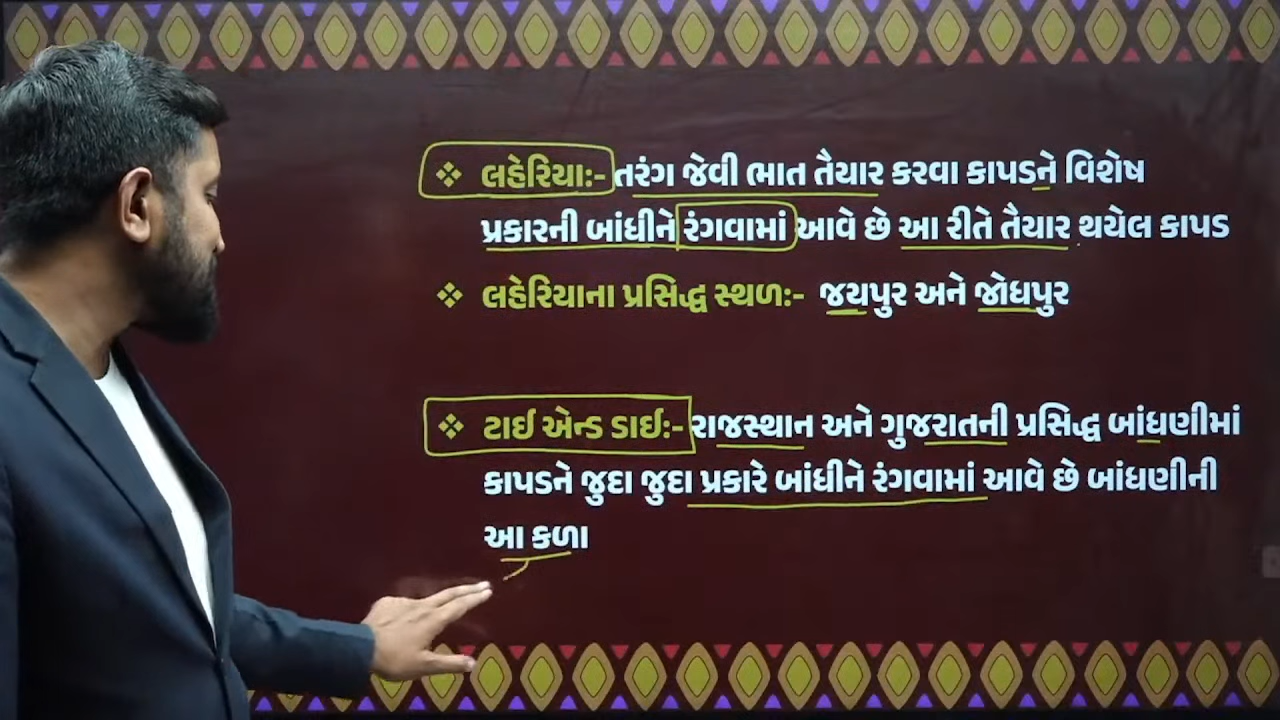 ❖ લહેરિયા:- તરંગ જેવી ભાત તૈયાર કરવા કાપડને વિશેષ
પ્રકારની બાંધીને રંગવામાં આવે છે આ રીતે તૈયાર થયેલ કાપડ
❖ લહેરિયાના પ્રસિદ્ધ સ્થળ:- જયપુર અને જોધપુર
❖ ટાઈ એન્ડ ડાઈ:- રાજસ્થાન અને ગુજરાતની પ્રસિદ્ધ બાંધણીમાં
કાપડને જુદા જુદા પ્રકારે બાંધીને રંગવામાં આવે છે બાંધણીની
આ કળા